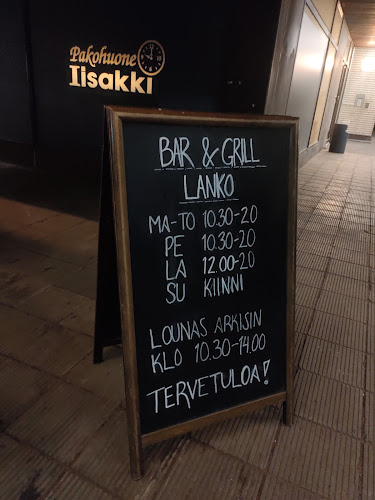 Pakohuone
Iisakki
BAR & GRILL
LANKO
MA-TO 10.30-20
PE 10.30-20
LA 12.00-20
SU KIINNI
LOUNAS ARKISIN
KLO 10.30-14.00
TERVETULOA!